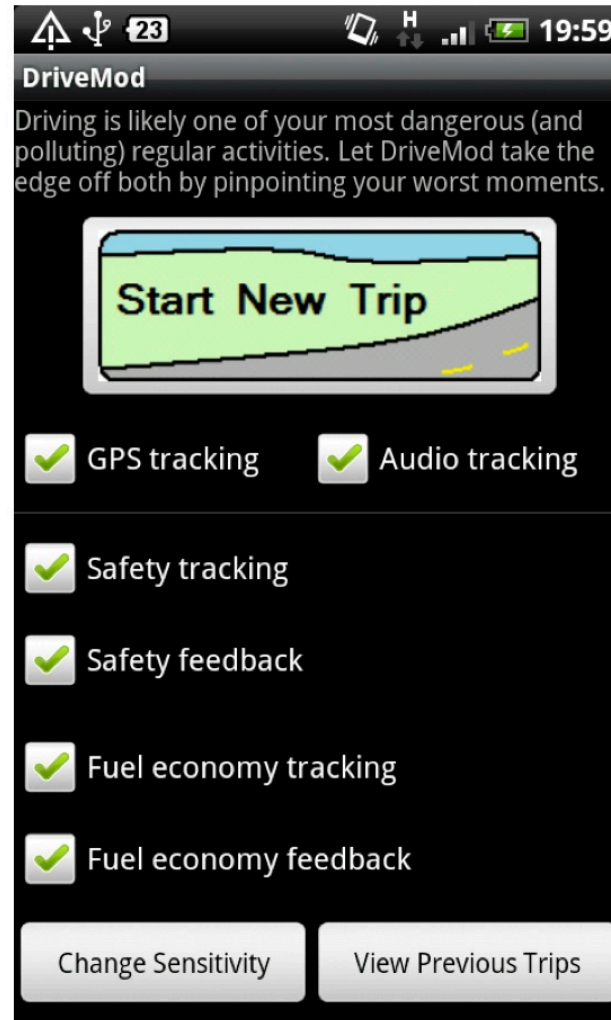 23 H 19:59
DriveMod
Driving is likely one of your most dangerous (and
polluting) regular activities. Let DriveMod take the
edge off both by pinpointing your worst moments.
Start New Trip
GPS tracking Audio tracking
Safety tracking
Safety feedback
Fuel economy tracking
Fuel economy feedback
Change Sensitivity View Previous Trips